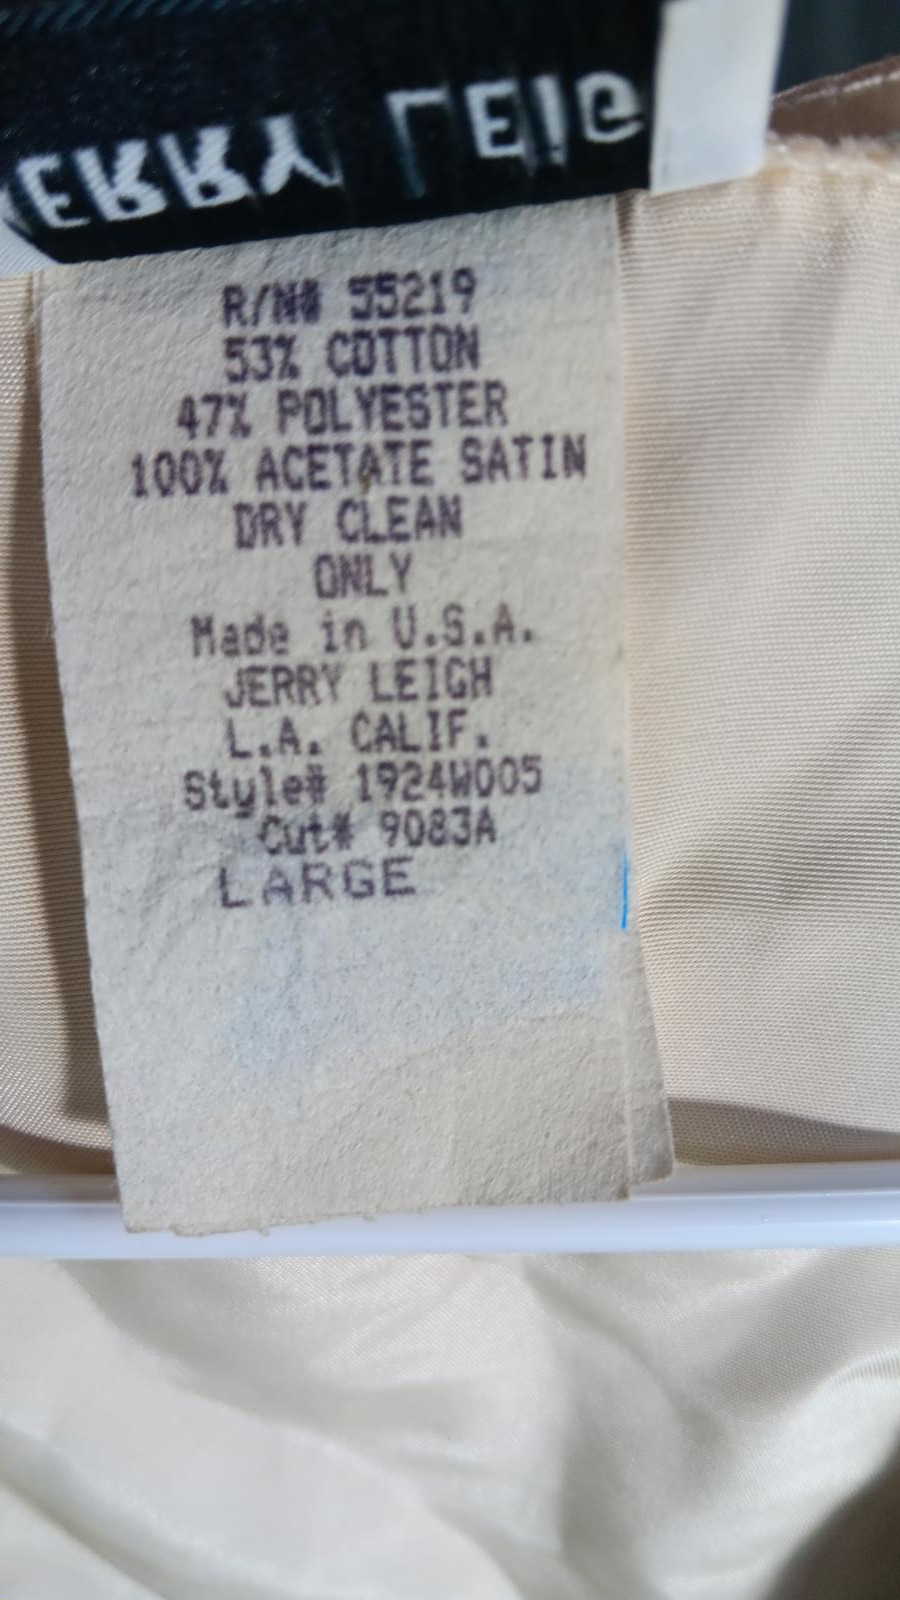 ERRY LEIG
R/N# 55219
53% COTTON
47% POLYESTER
100% ACETATE SATIN
DRY CLEAN
ONLY
Made in U.S.A.
JERRY LEIGH
L.A. CALIF.
Style# 1924W005
Cut# 9083A
LARGE